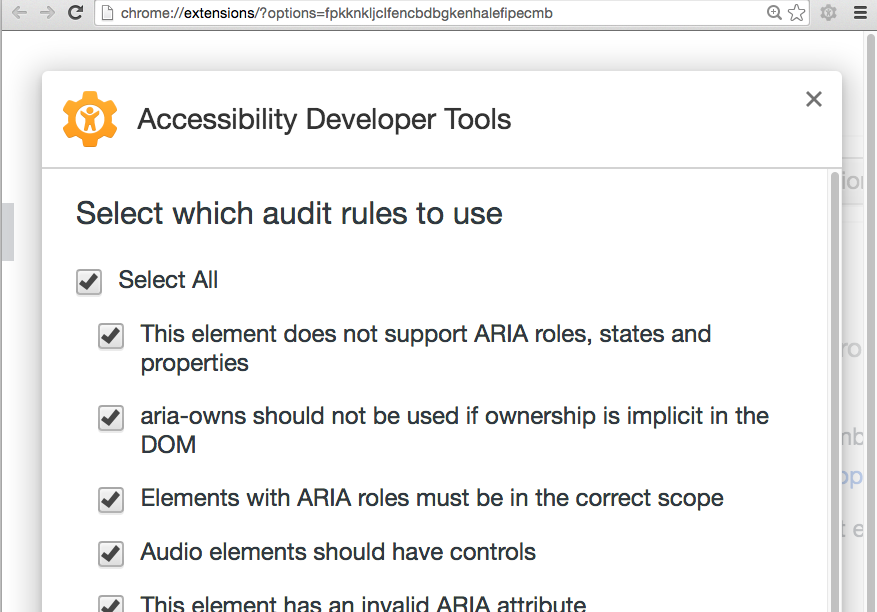 chrome://extensions/?options=fpkknkljclfencbdbgkenhalefipecmb
Accessibility Developer Tools
Select which audit rules to use
Select All
This element does not support ARIA roles, states and
properties
aria-owns should not be used if ownership is implicit in the
DOM
Elements with ARIA roles must be in the correct scope
Audio elements should have controls
This element has an invalid ARIA attribute